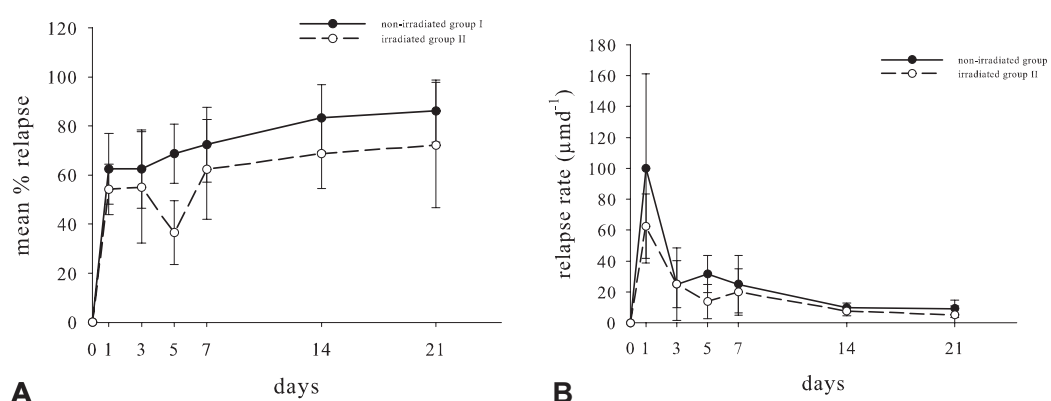 120
100
80
60
40
20
0
mean % relapse
non-irradiated group I
irradiated group II
0 1 3 5 7 14 21
days
A
180
160
140
120
100
80
60
40
20
0
relapse rate (µmd⁻¹)
non-irradiated group
irradiated group II
0 1 3 5 7 14 21
days
B